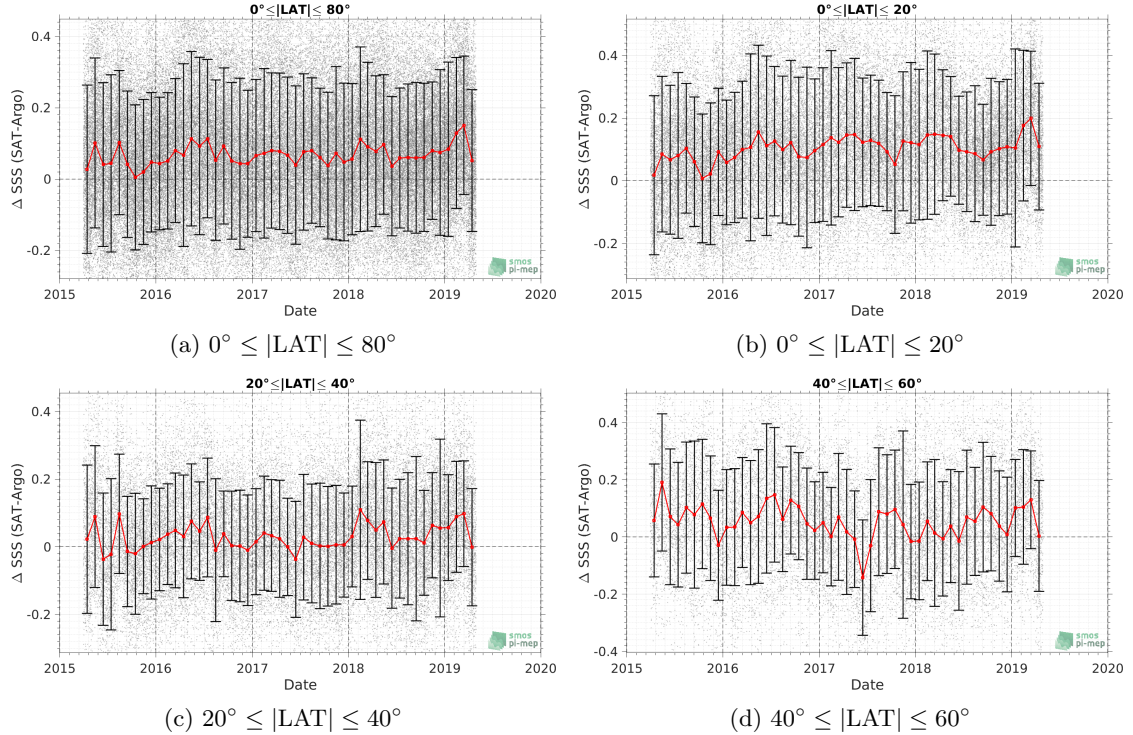 0°≤|LAT|≤ 80°
Δ SSS (SAT-Argo)
0.4
0.2
0
-0.2
2015 2016 2017 2018 2019 2020
Date
smos
pi-mep
(a) 0° ≤ |LAT| ≤ 80°
0°≤|LAT|≤ 20°
Δ SSS (SAT-Argo)
0.4
0.2
0
-0.2
2015 2016 2017 2018 2019 2020
Date
smos
pi-mep
(b) 0° ≤ |LAT| ≤ 20°
20°≤|LAT|≤ 40°
Δ SSS (SAT-Argo)
0.4
0.2
0
-0.2
2015 2016 2017 2018 2019 2020
Date
smos
pi-mep
(c) 20° ≤ |LAT| ≤ 40°
40°≤|LAT|≤ 60°
Δ SSS (SAT-Argo)
0.4
0.2
0
-0.2
-0.4
2015 2016 2017 2018 2019 2020
Date
smos
pi-mep
(d) 40° ≤ |LAT| ≤ 60°